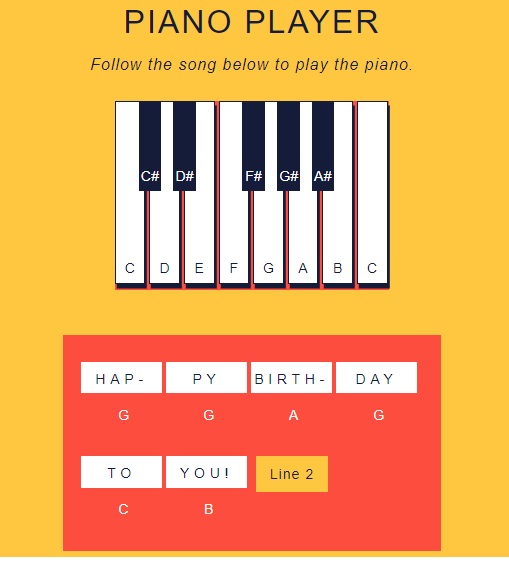 PIANO PLAYER
Follow the song below to play the piano.
C# D# F# G# A#
C D E F G A B C
HAP- PY BIRTH- DAY
G G A G
TO YOU! Line 2
C B